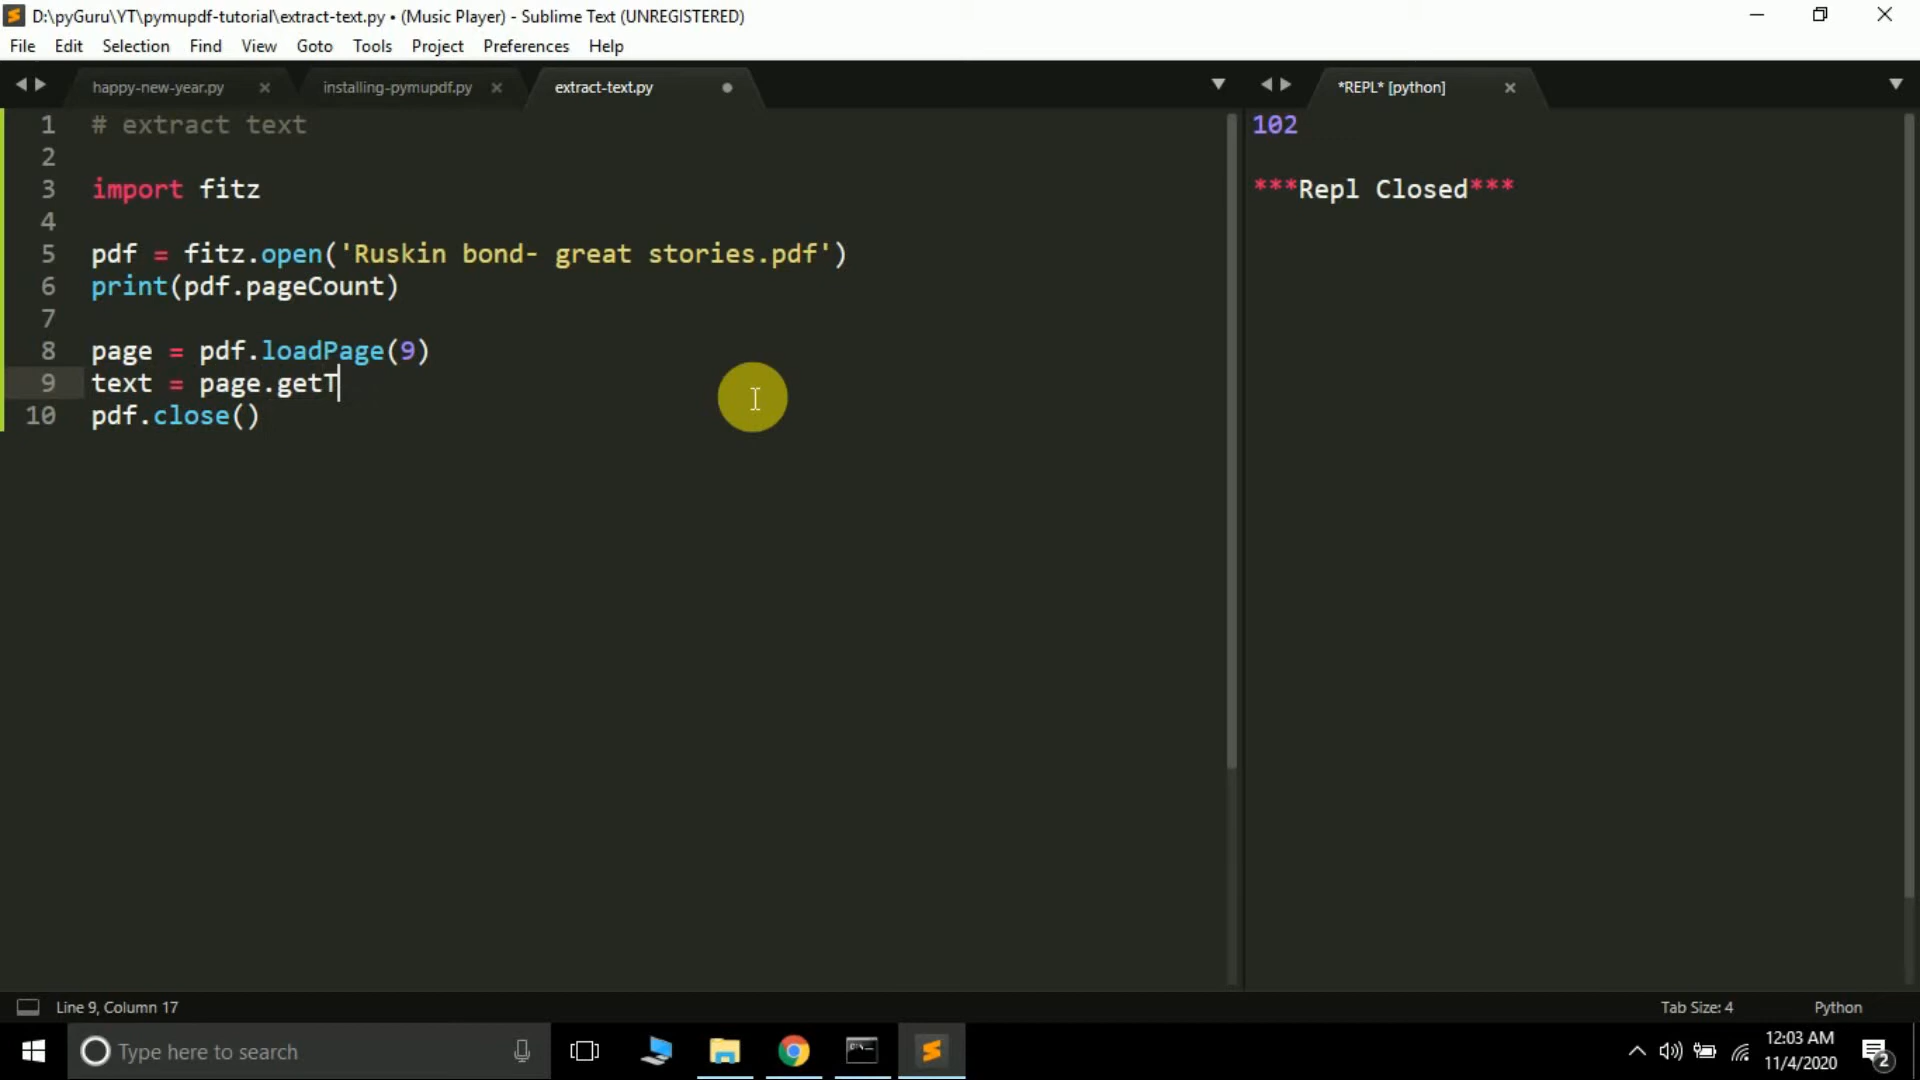 D:\pyGuru\YT\pymupdf-tutorial\extract-text.py • (Music Player) - Sublime Text (UNREGISTERED)
File Edit Selection Find View Goto Tools Project Preferences Help
happy-new-year.py installing-pymupdf.py extract-text.py *REPL* [python]
1 # extract text
2
3 import fitz
4
5 pdf = fitz.open('Ruskin bond- great stories.pdf')
6 print(pdf.pageCount)
7
8 page = pdf.loadPage(9)
9 text = page.getT
10 pdf.close()
102
***Repl Closed***
Line 9, Column 17 Tab Size: 4 Python
Type here to search
12:03 AM
11/4/2020
2